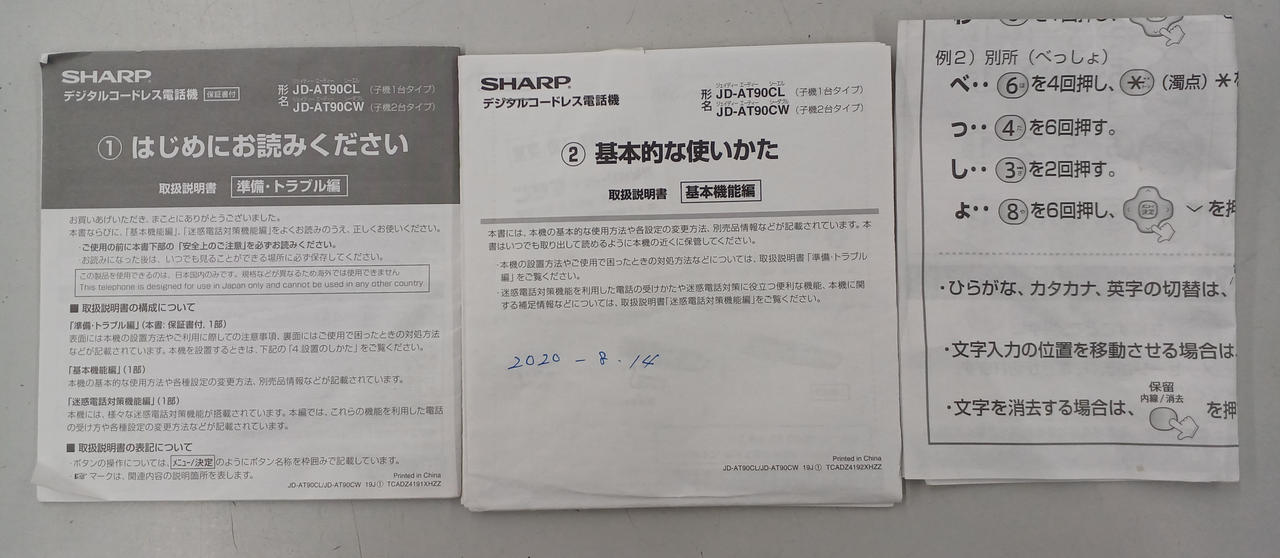 SHARP
デジタルコードレス電話機 保証書付
形名
ジェイディー エーティー シーエル
JD-AT90CL (子機1台タイプ)
JD-AT90CW (子機2台タイプ)
① はじめにお読みください
取扱説明書 準備・トラブル編
お買いあげいただき、まことにありがとうございました。
本書ならびに、「基本機能編」、「迷惑電話対策機能編」をよくお読みのうえ、正しくお使いください。
・ご使用の前に本書下部の「安全上のご注意」を必ずお読みください。
・お読みになった後は、いつでも見ることができる場所に必ず保存してください。
この製品を使用できるのは、日本国内のみです。規格などが異なるため海外では使用できません
This telephone is designed for use in Japan only and cannot be used in any other country
■ 取扱説明書の構成について
「準備・トラブル編」(本書: 保証書付, 1部)
表面には本機の設置方法やご利用に際しての注意事項、裏面にはご使用で困ったときの対処方法
などが記載されています。本機を設置するときは、下記の「4.設置のしかた」をご覧ください。
「基本機能編」(1部)
本機の基本的な使用方法や各種設定の変更方法、別売品情報などが記載されています。
「迷惑電話対策機能編」(1部)
本機には、様々な迷惑電話対策機能が搭載されています。本編では、これらの機能を利用した電話
の受け方や各種設定の変更方法などが記載されています。
■ 取扱説明書の表記について
・ボタンの操作については、メニュー/決定のようにボタン名称を枠囲みで記載しています。
☞マークは、関連内容の説明箇所を表します。
Printed in China
JD-AT90CL/JD-AT90CW 19J① TCADZ4191XHZZ
SHARP
デジタルコードレス電話機
形名
ジェイディー エーティー シーエル
JD-AT90CL (子機1台タイプ)
JD-AT90CW (子機2台タイプ)
② 基本的な使いかた
取扱説明書 基本機能編
本書には、本機の基本的な使用方法や各設定の変更方法、別売品情報などが記載されています。本
書はいつでも取り出して読めるように本機の近くに保管してください。
・本機の設置方法やご使用で困ったときの対処方法などについては、取扱説明書「準備・トラブル
編」をご覧ください。
・迷惑電話対策機能を利用した電話の受けかたや迷惑電話対策に役立つ便利な機能、本機に関
する補足情報などについては、取扱説明書「迷惑電話対策機能編」をご覧ください。
2020-8.14
Printed in China
JD-AT90CL/JD-AT90CW 19J① TCADZ4192XHZZ
例2) 別所 (べっしょ)
べ‥ 6を4回押し、* (濁点) *を
っ‥ 4を6回押す。
し‥ 3を2回押す。
ょ‥ 8を6回押し、
を押
・ひらがな、カタカナ、英字の切替は、
・文字入力の位置を移動させる場合は
保留
内線/消去
・文字を消去する場合は、 を押